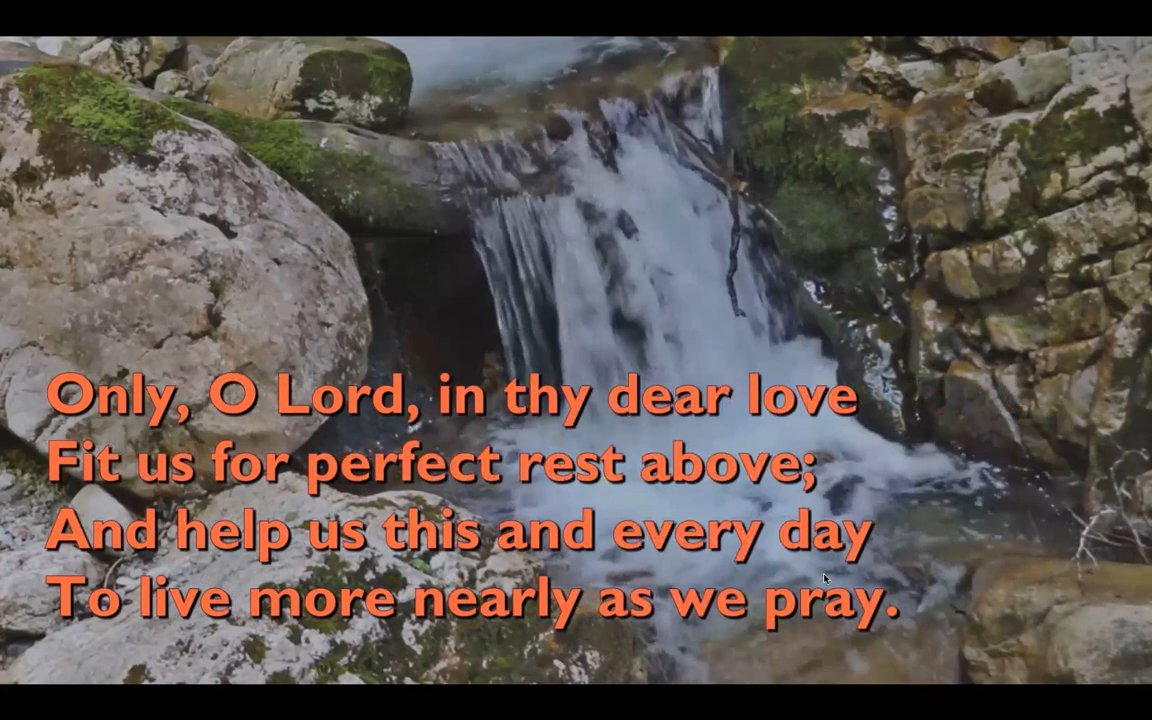 Only, O Lord, in thy dear love
Fit us for perfect rest above;
And help us this and every day
To live more nearly as we pray.